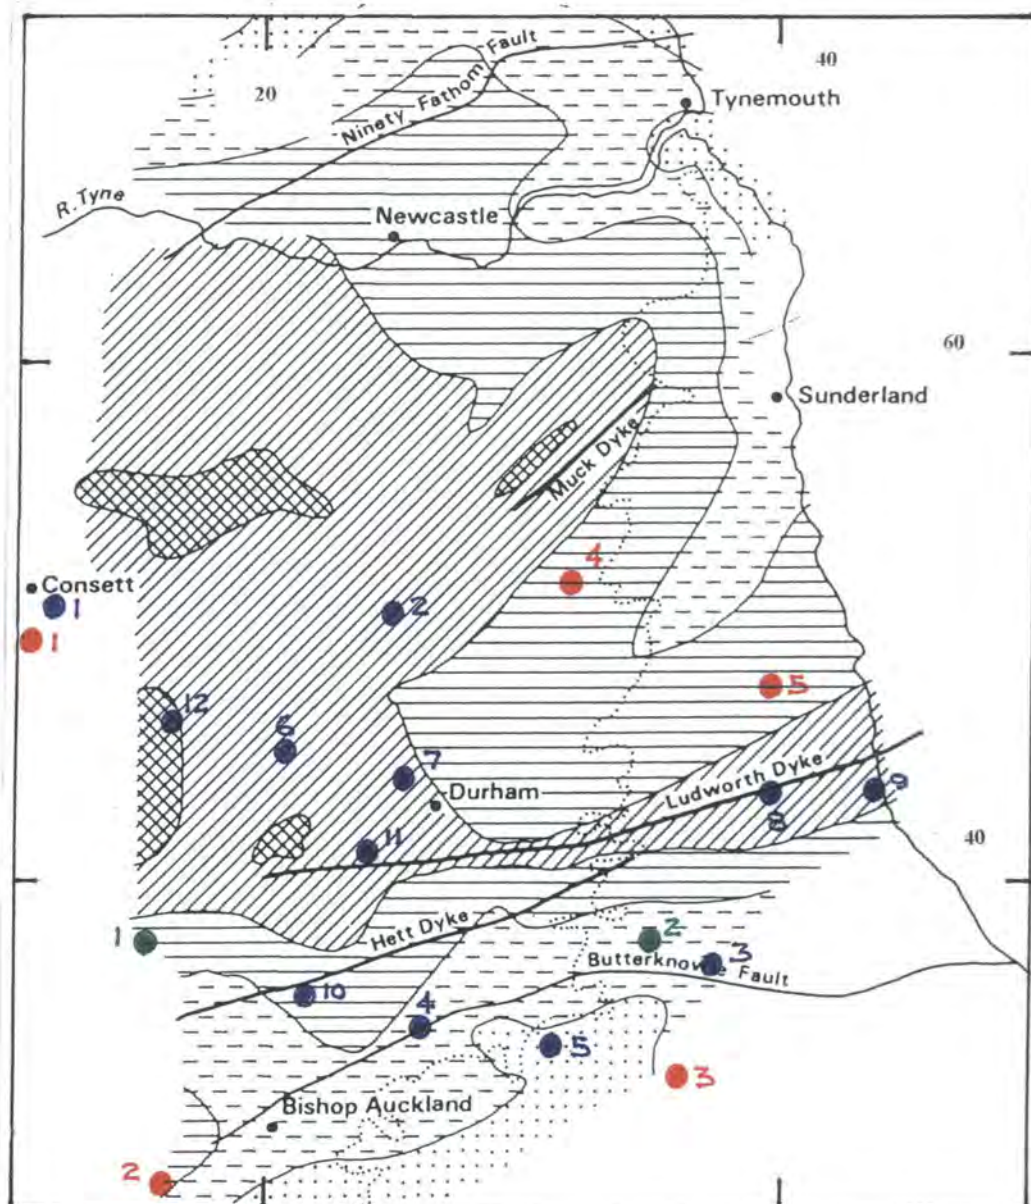 40
20
Ninety Fathom Fault
Tynemouth
R. Tyne
Newcastle
60
Sunderland
Muck Dyke
4
Consett
1
2
1
5
12
6
7
Durham
Ludworth Dyke
8
9
11
40
Hett Dyke
1
2
3
Butterknowle Fault
10
4
5
3
Bishop Auckland
2